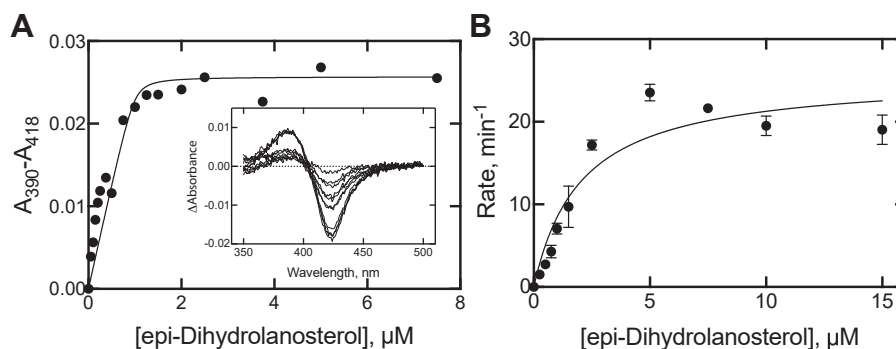 A
0.03
0.02
0.01
0.00
A390-A418
0 2 4 6 8
[epi-Dihydrolanosterol], µM
0.01
0.00
-0.01
-0.02
ΔAbsorbance
350 400 450 500
Wavelength, nm
B
30
20
10
0
Rate, min-1
0 5 10 15
[epi-Dihydrolanosterol], µM